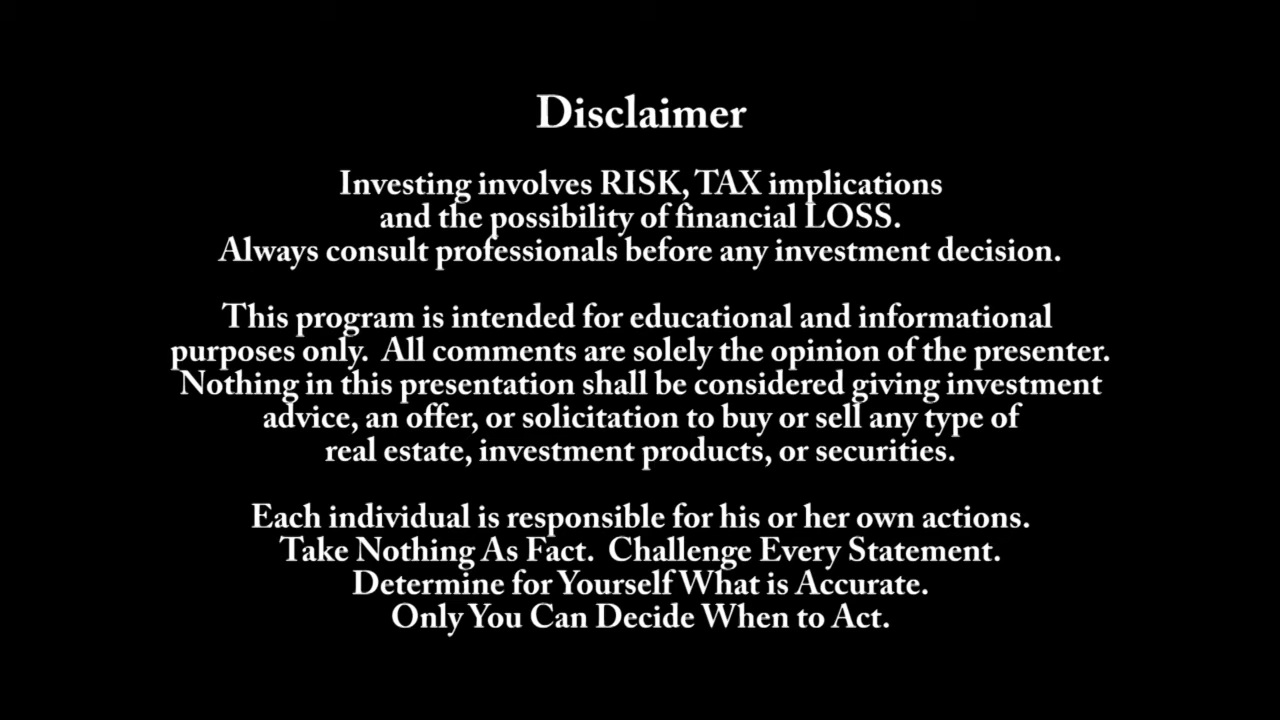 Disclaimer
Investing involves RISK, TAX implications
and the possibility of financial LOSS.
Always consult professionals before any investment decision.
This program is intended for educational and informational
purposes only.  All comments are solely the opinion of the presenter.
Nothing in this presentation shall be considered giving investment
advice, an offer, or solicitation to buy or sell any type of
real estate, investment products, or securities.
Each individual is responsible for his or her own actions.
Take Nothing As Fact.  Challenge Every Statement.
Determine for Yourself What is Accurate.
Only You Can Decide When to Act.